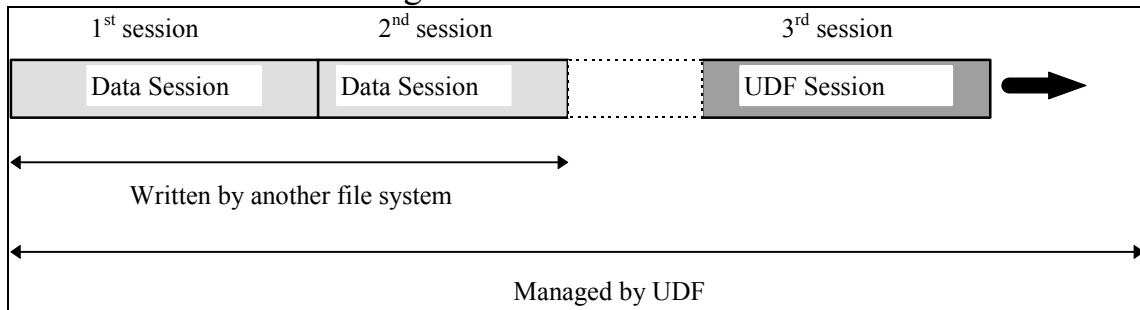 1st session 2nd session 3rd session
Data Session Data Session UDF Session
Written by another file system
Managed by UDF